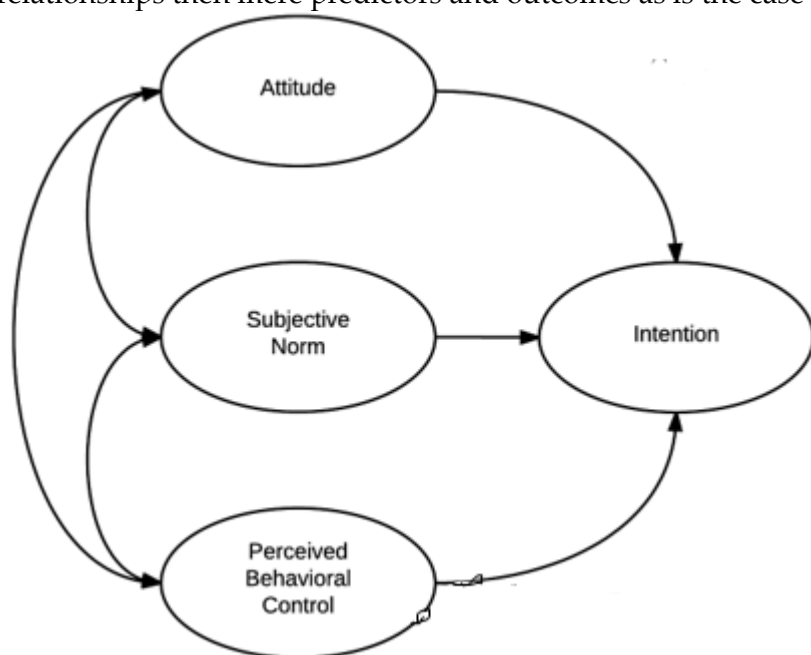 relationships then mere predictors and outcomes as is the case
Attitude
Subjective
Norm
Intention
Perceived
Behavioral
Control